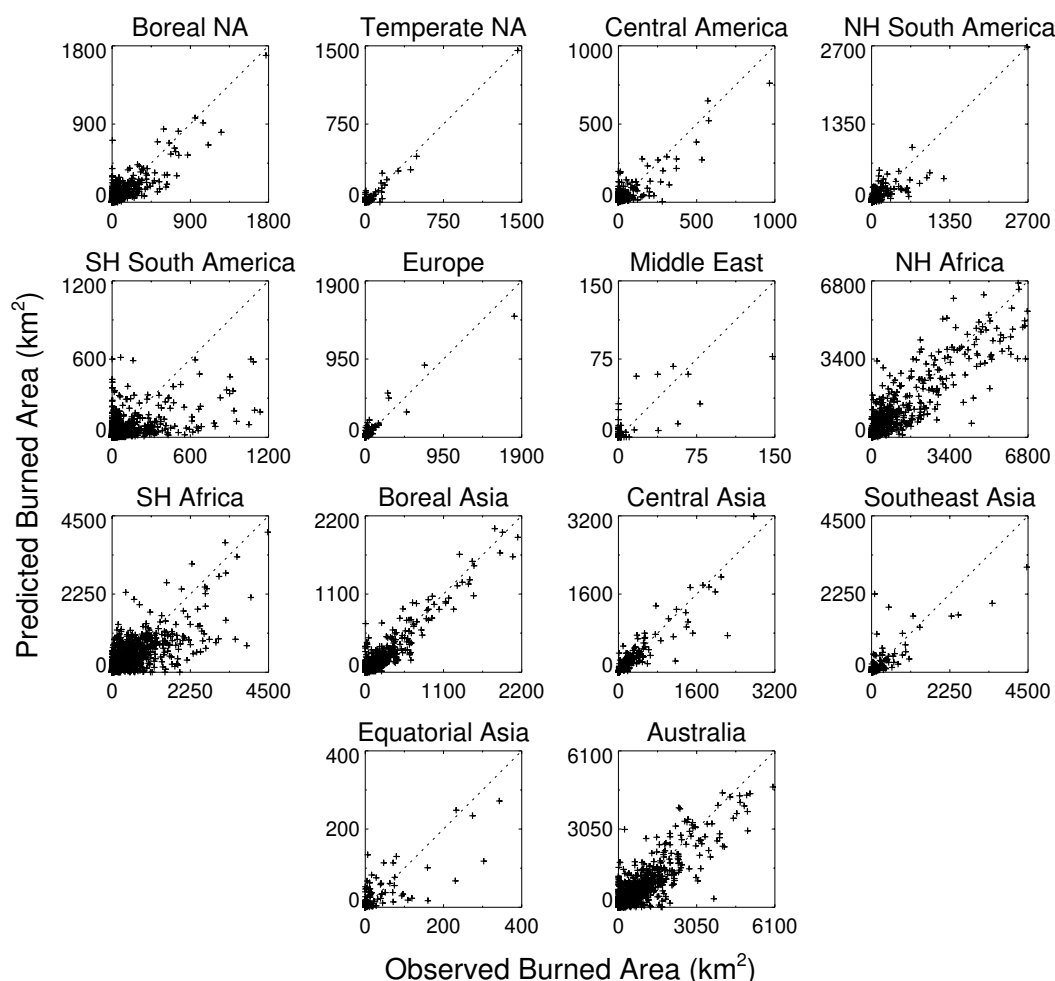 Boreal NA Temperate NA Central America NH South America
1800 1500 1000 2700
900 750 500 1350
0 0 0 0
0 900 1800 0 750 1500 0 500 1000 0 1350 2700
SH South America Europe Middle East NH Africa
1200 1900 150 6800
600 950 75 3400
0 0 0 0
0 600 1200 0 950 1900 0 75 150 0 3400 6800
SH Africa Boreal Asia Central Asia Southeast Asia
4500 2200 3200 4500
2250 1100 1600 2250
0 0 0 0
0 2250 4500 0 1100 2200 0 1600 3200 0 2250 4500
Equatorial Asia Australia
400 6100
200 3050
0 0
0 200 400 0 3050 6100
Predicted Burned Area (km²)
Observed Burned Area (km²)